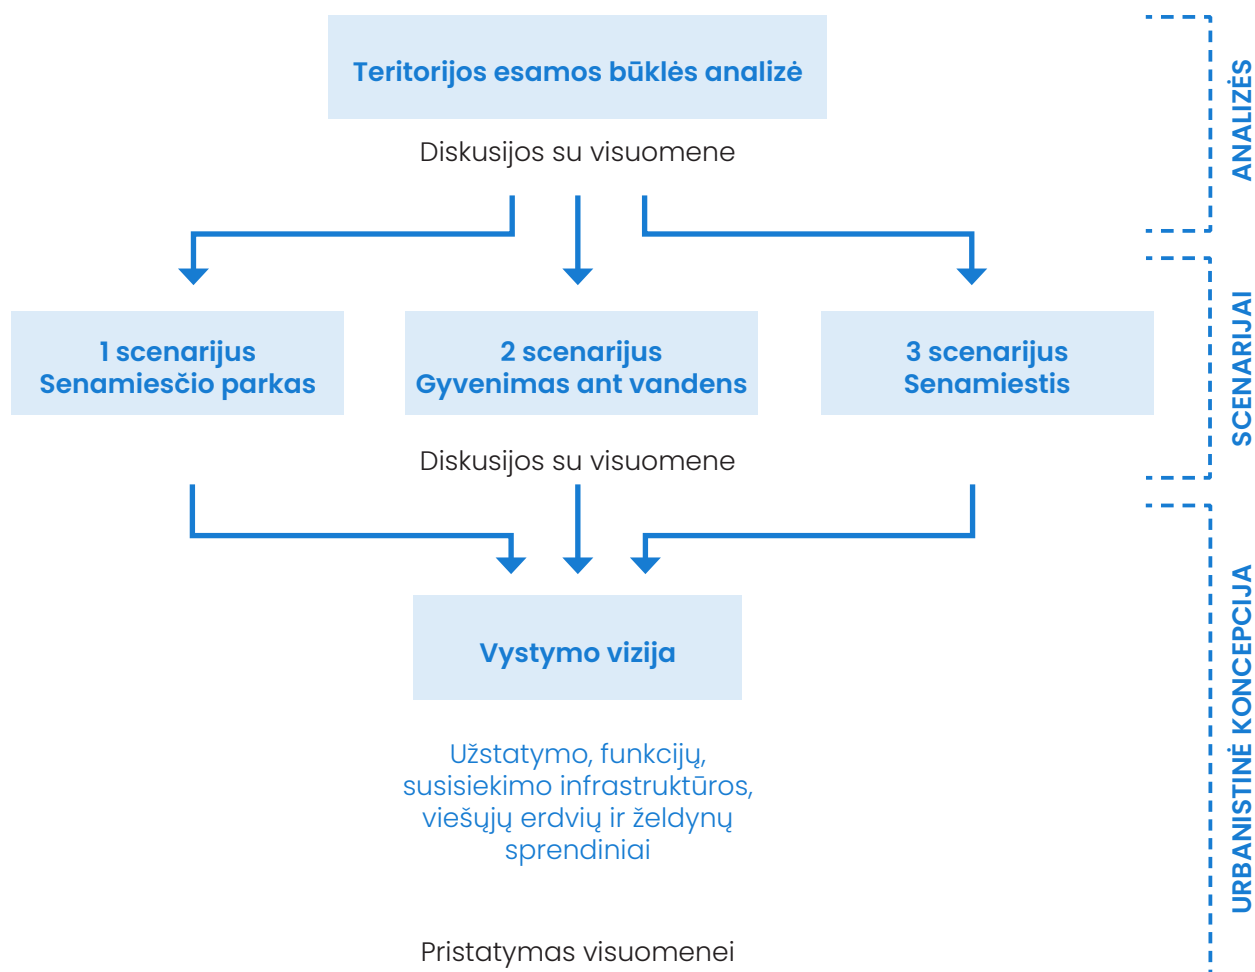 Teritorijos esamos būklės analizė
Diskusijos su visuomene
ANALIZĖS
1 scenarijus
Senamiesčio parkas
2 scenarijus
Gyvenimas ant vandens
3 scenarijus
Senamiestis
Diskusijos su visuomene
SCENARIJAI
Vystymo vizija
Užstatymo, funkcijų,
susisiekimo infrastruktūros,
viešųjų erdvių ir želdynų
sprendiniai
Pristatymas visuomenei
URBANISTINĖ KONCEPCIJA